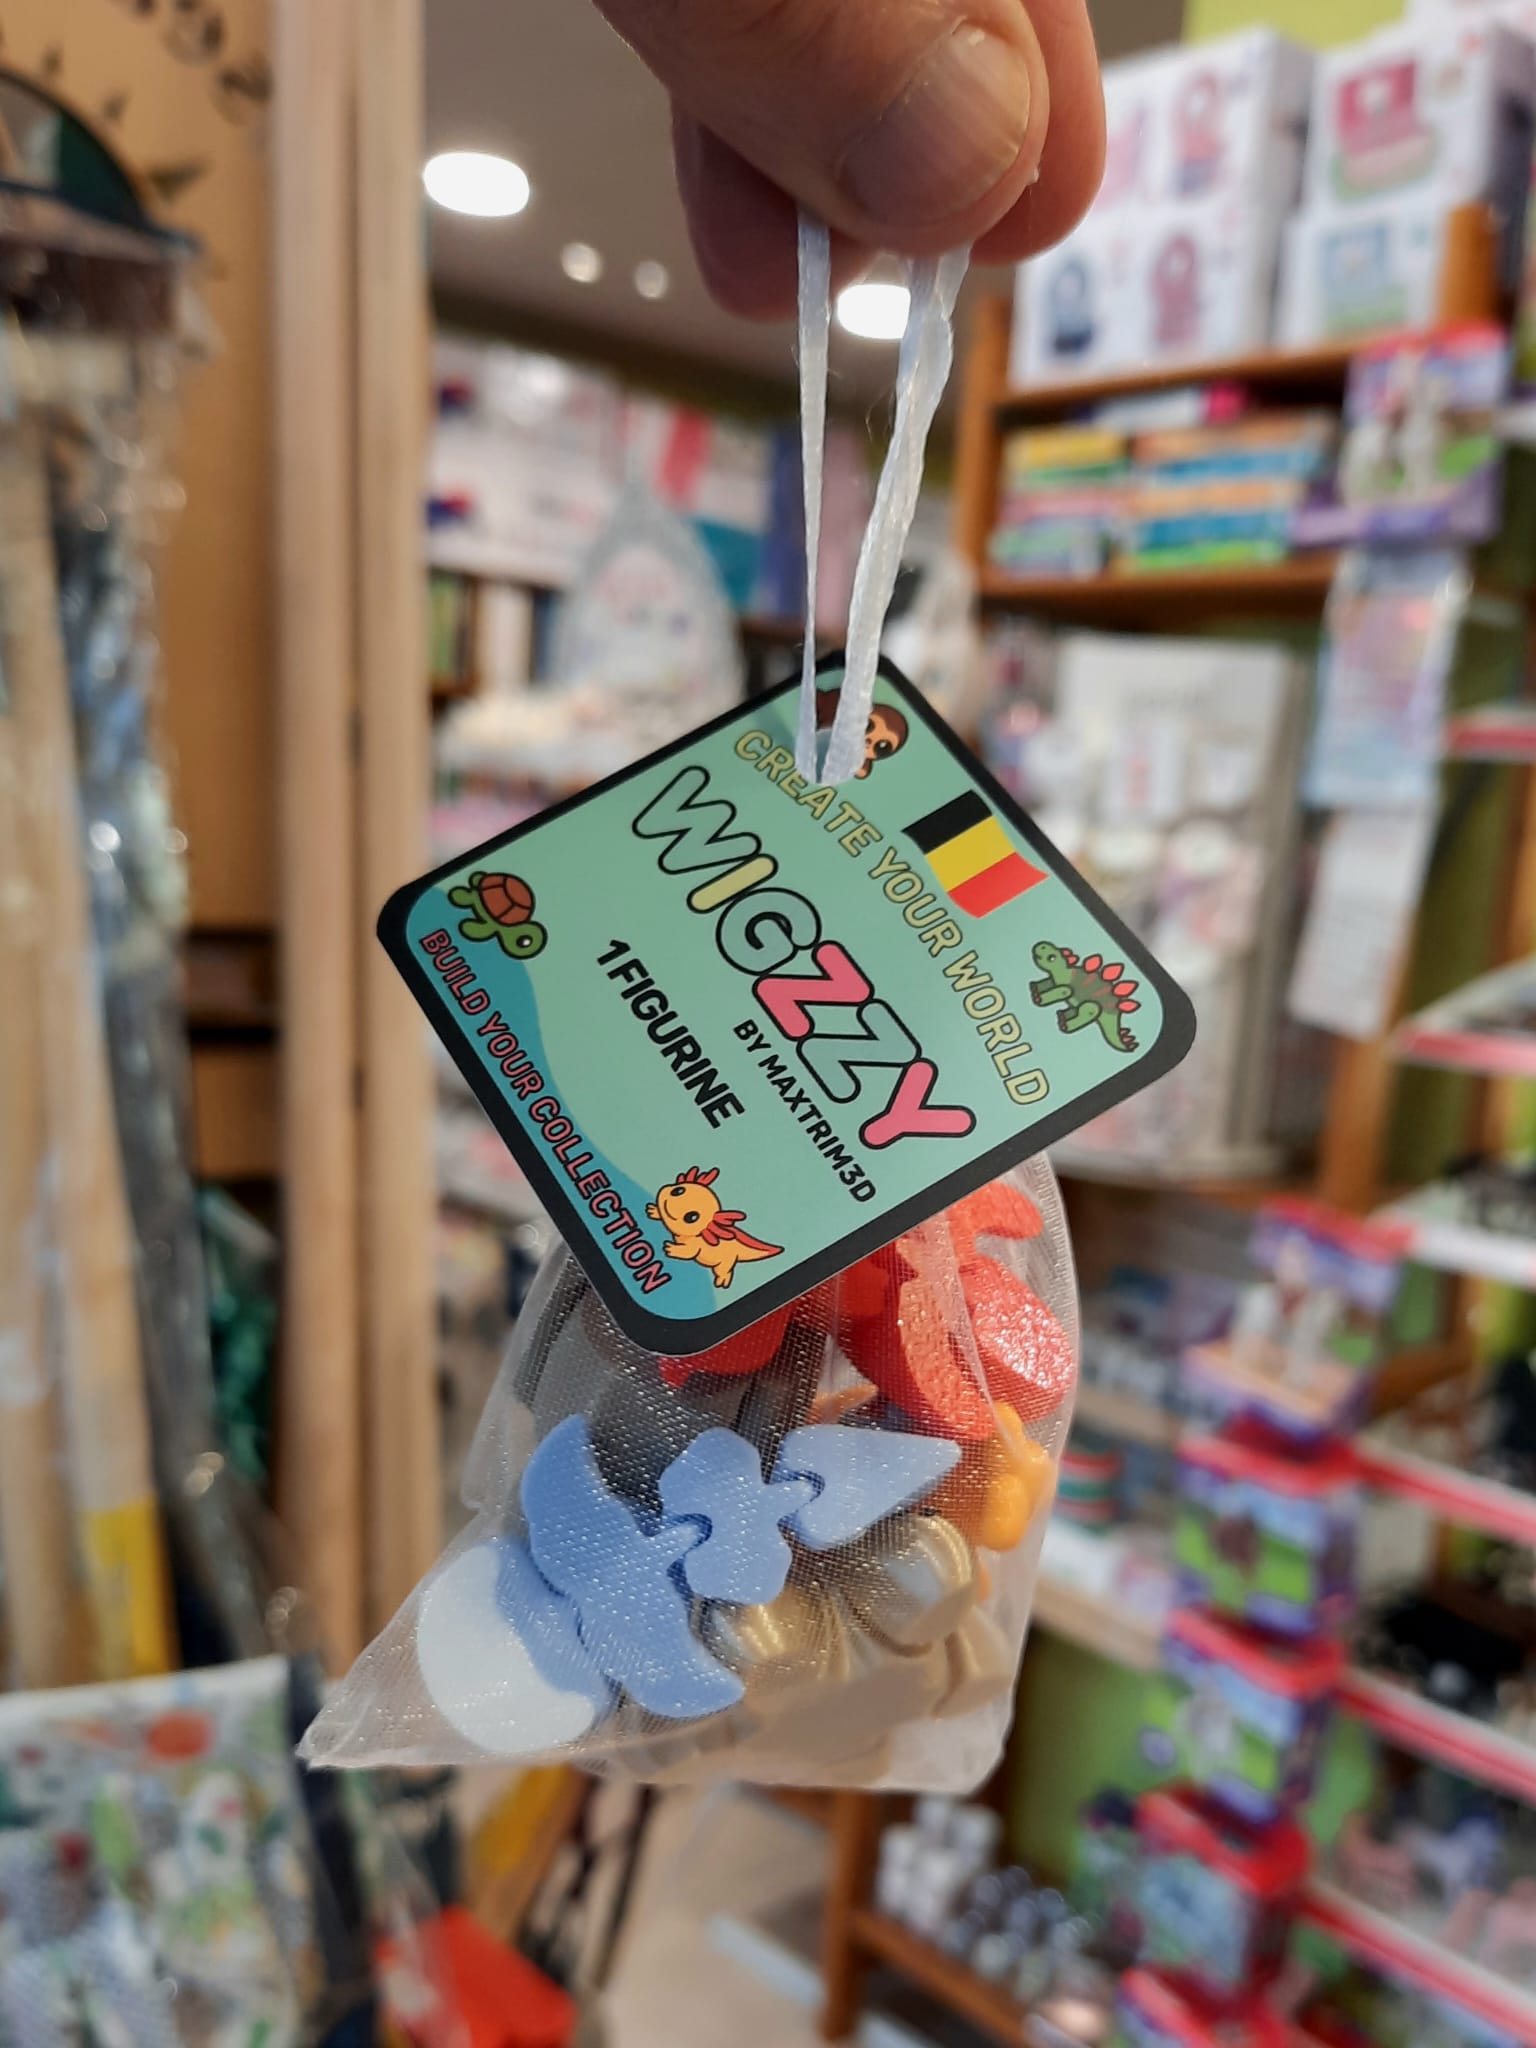 CREATE YOUR WORLD
WIGZZY
BY MAXTRIM3D
1 FIGURINE
BUILD YOUR COLLECTION